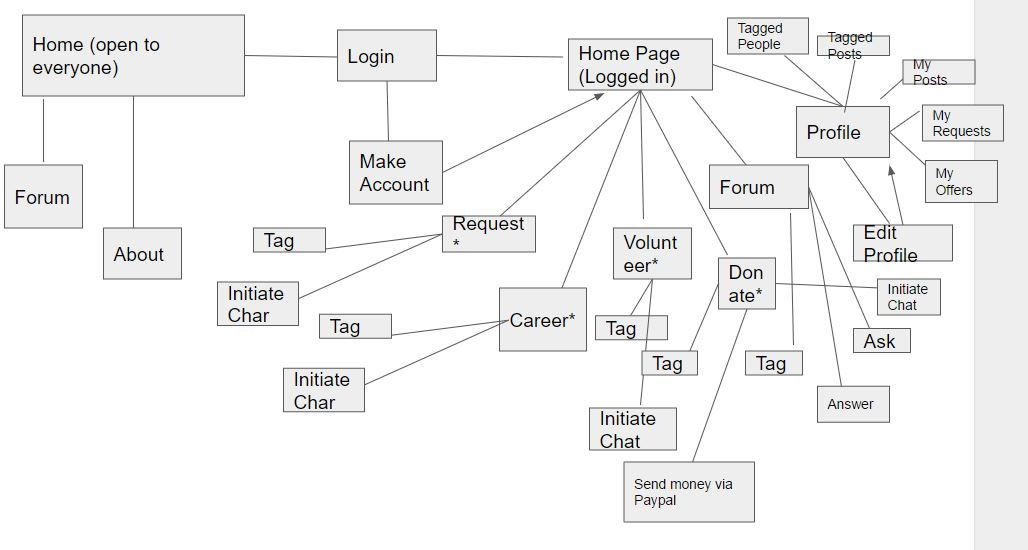 Home (open to
everyone)
Login
Home Page
(Logged in)
Tagged
People
Tagged
Posts
My
Posts
My
Requests
My
Offers
Profile
Edit
Profile
Forum
About
Make
Account
Forum
Request
*
Tag
Initiate
Char
Career*
Tag
Initiate
Char
Volunt
eer*
Tag
Initiate
Chat
Don
ate*
Tag
Initiate
Chat
Send money via
Paypal
Tag
Ask
Answer